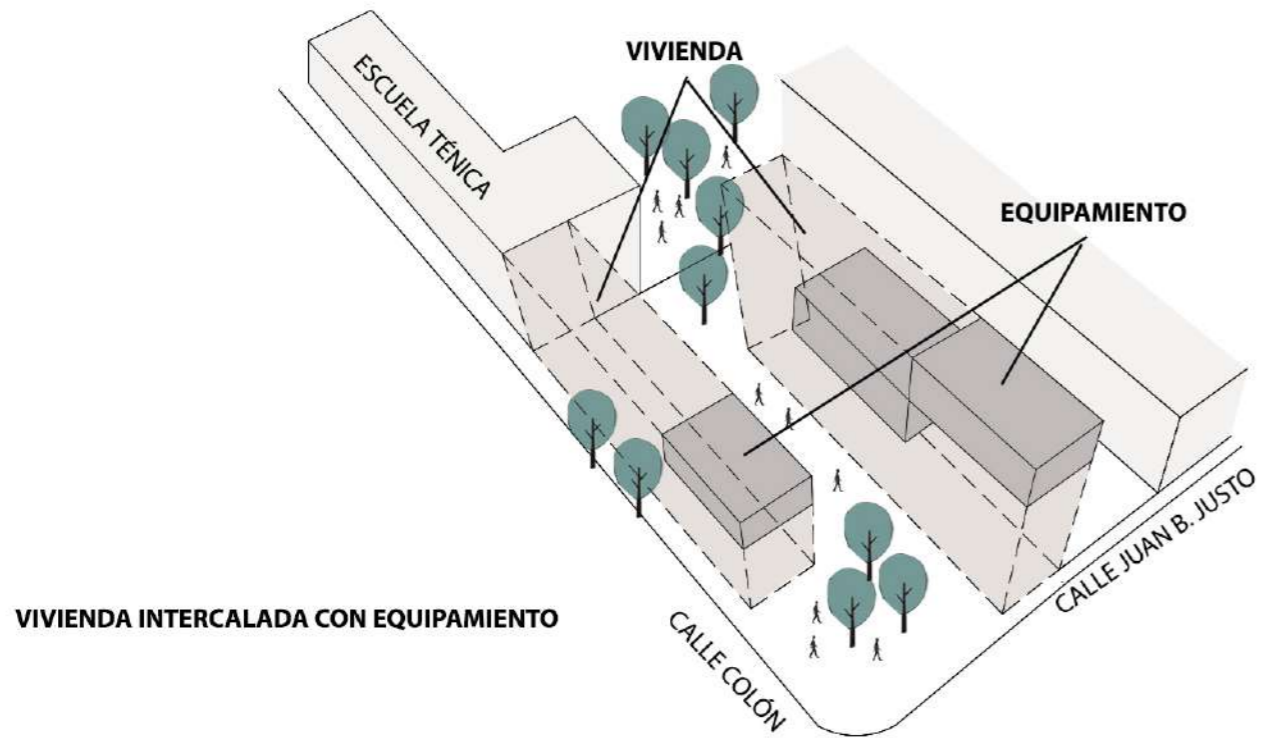 VIVIENDA
ESCUELA TÉNICA
EQUIPAMIENTO
CALLE JUAN B. JUSTO
VIVIENDA INTERCALADA CON EQUIPAMIENTO
CALLE COLÓN